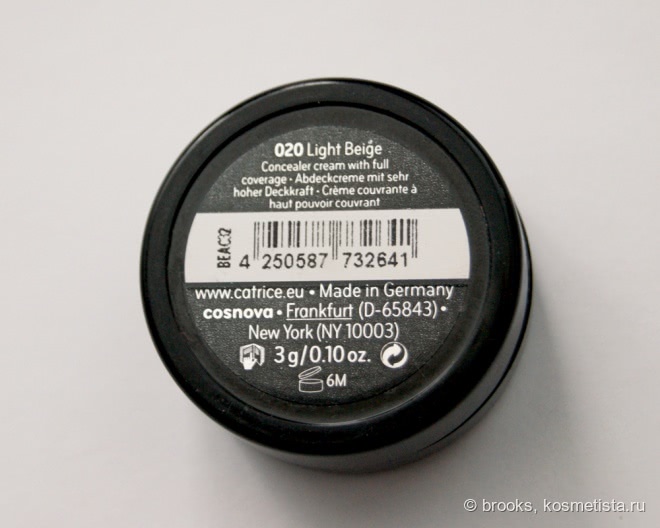 020 Light Beige
Concealer cream with full
coverage • Abdeckcreme mit sehr
hoher Deckkraft • Crème couvrante à
haut pouvoir couvrant
BEAC32
4 250587 732641
www.catrice.eu • Made in Germany
cosnova • Frankfurt (D-65843) •
New York (NY 10003)
3 g/0.10 oz.
6M
© brooks, kosmetista.ru